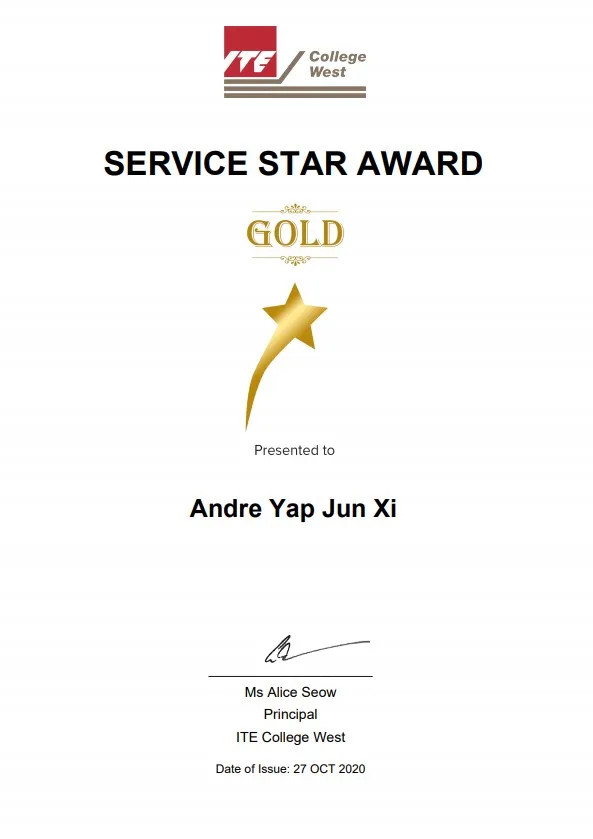 ITE College
West
SERVICE STAR AWARD
GOLD
Presented to
Andre Yap Jun Xi
Ms Alice Seow
Principal
ITE College West
Date of Issue: 27 OCT 2020